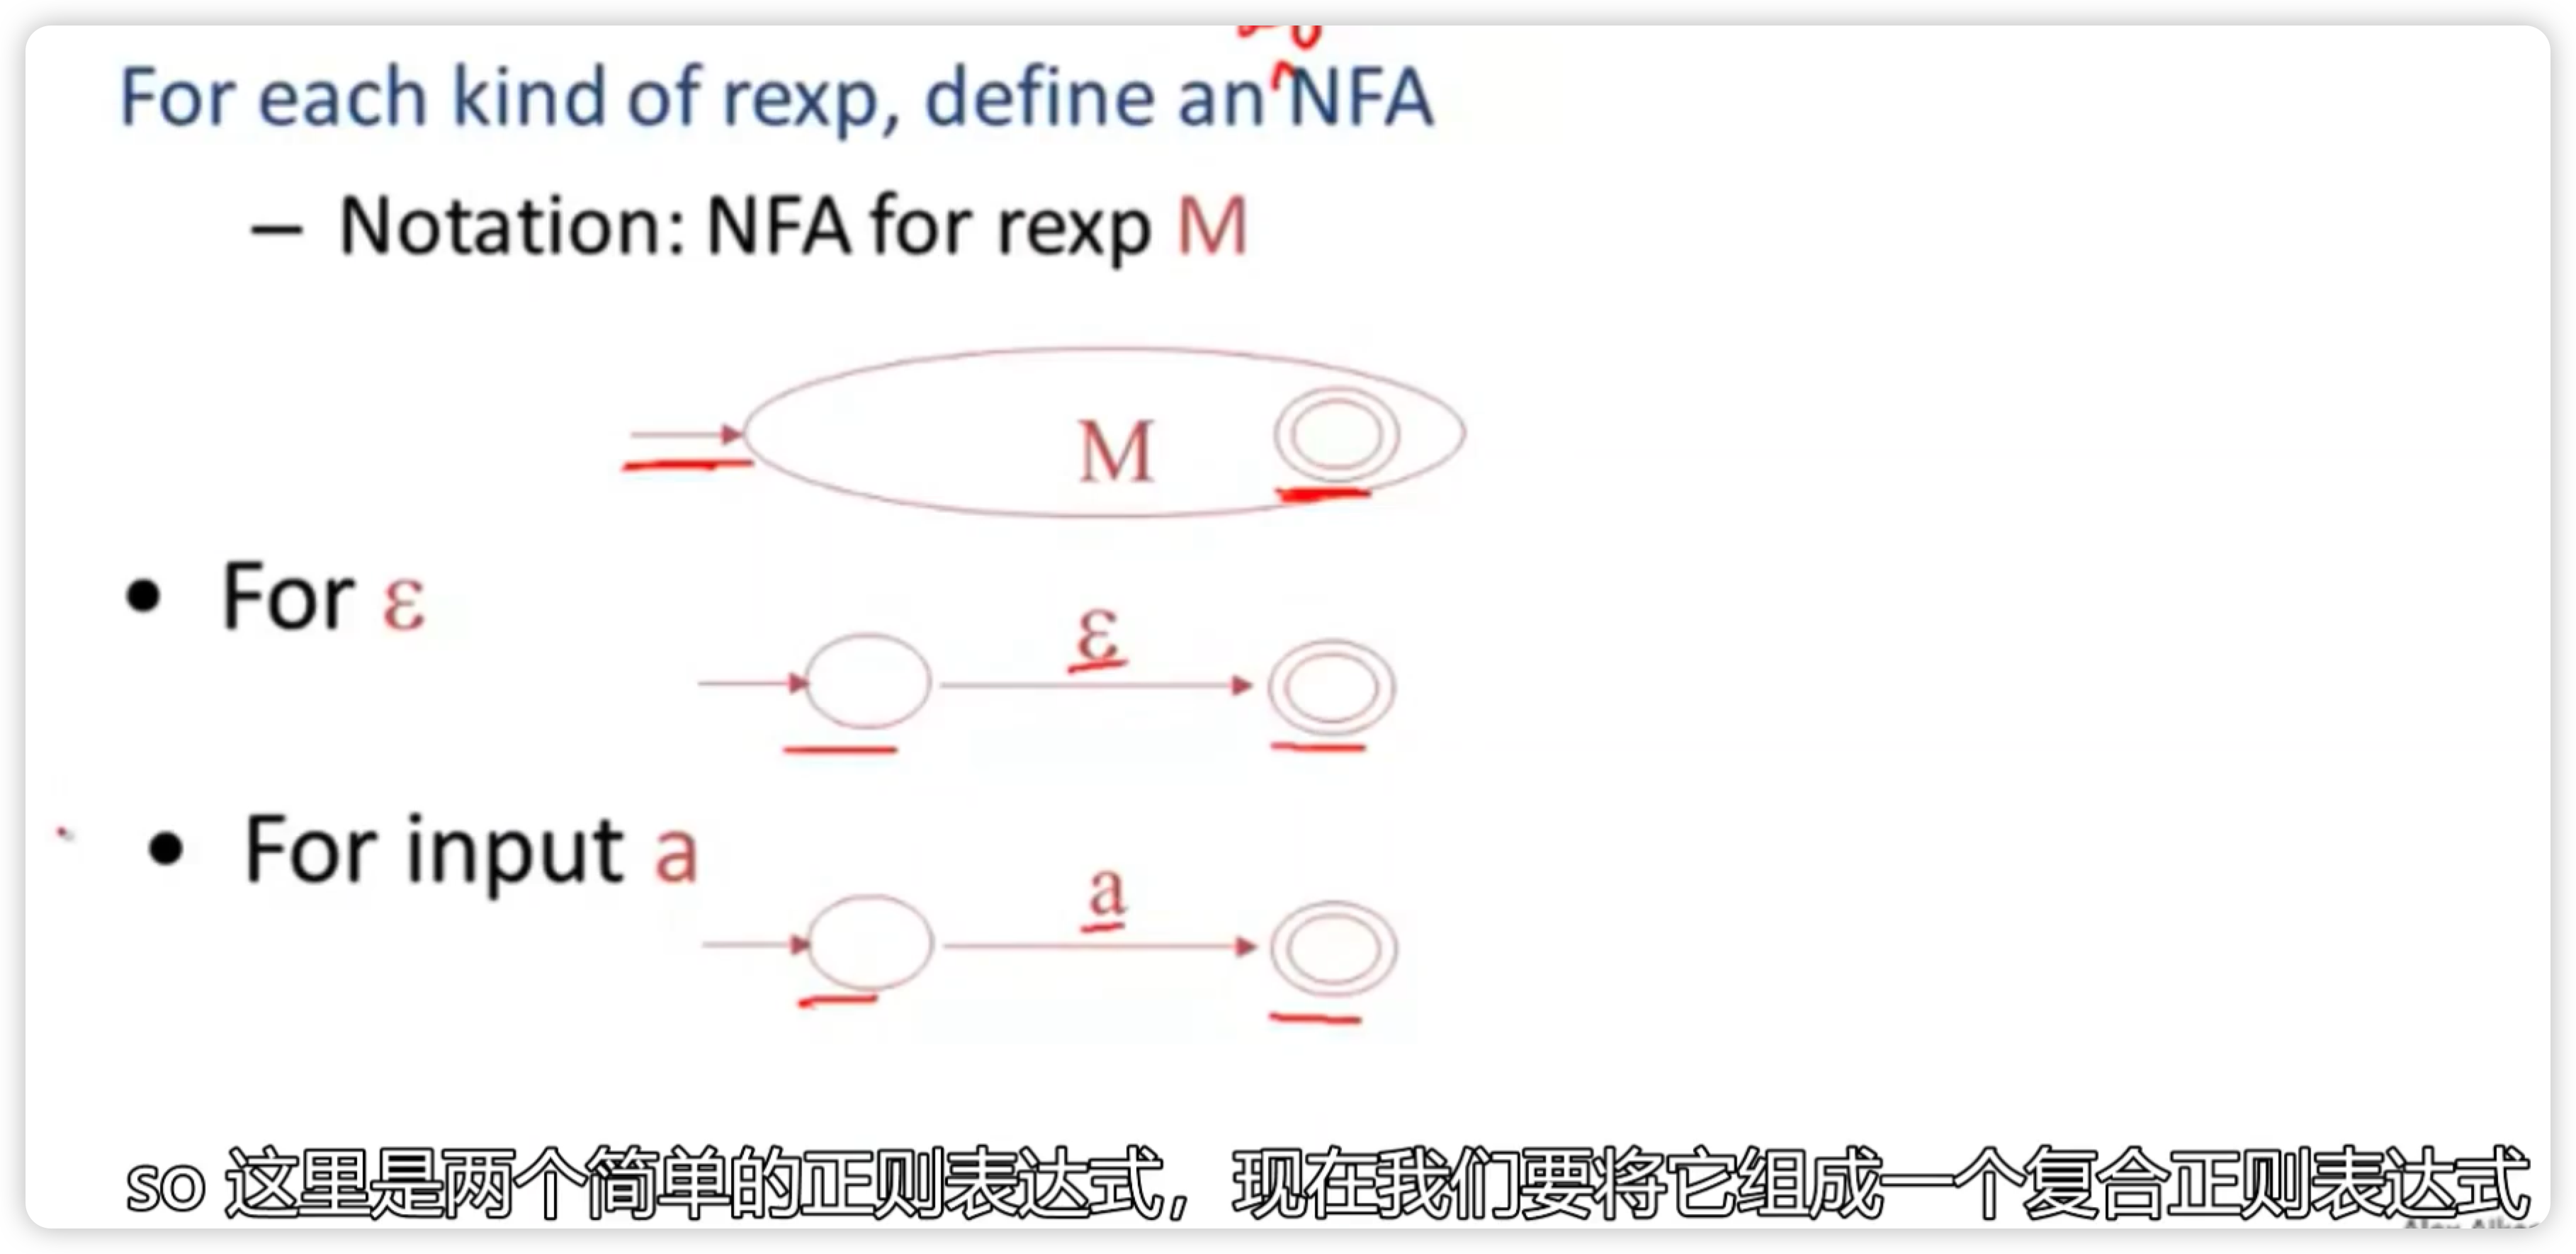 For each kind of rexp, define an NFA
– Notation: NFA for rexp M
M
• For ε
ε
• For input a
a
so 这里是两个简单的正则表达式，现在我们要将它组成一个复合正则表达式